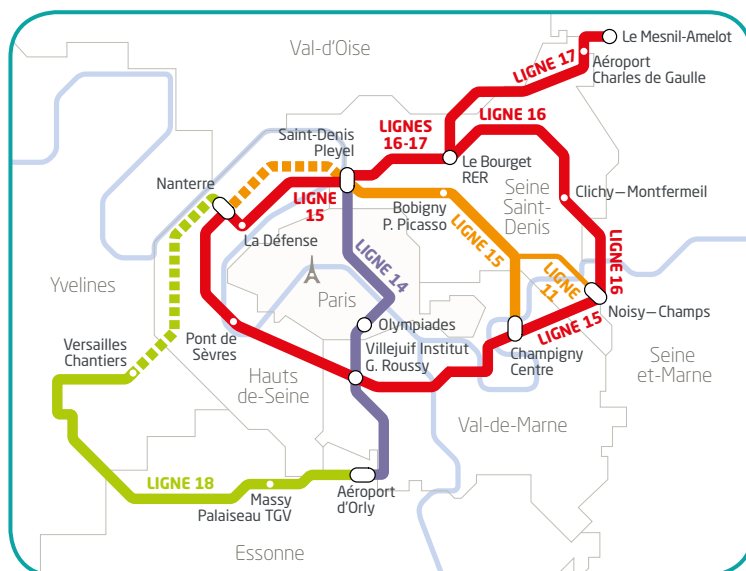 Val-d'Oise
Le Mesnil-Amelot
LIGNE 17
Aéroport
Charles de Gaulle
LIGNE 16
Saint-Denis
Pleyel
LIGNES
16-17
Le Bourget
RER
Nanterre
LIGNE
15
Seine
Saint-
Denis
Clichy—Montfermeil
Bobigny
P. Picasso
La Défense
LIGNE 15
LIGNE 14
LIGNE
11
LIGNE 16
Yvelines
Paris
Noisy—Champs
Olympiades
LIGNE 15
Versailles
Chantiers
Pont de
Sèvres
Villejuif Institut
G. Roussy
Champigny
Centre
Seine
et-Marne
Hauts
de-Seine
Val-de-Marne
LIGNE 18
Massy
Palaiseau TGV
Aéroport
d'Orly
Essonne